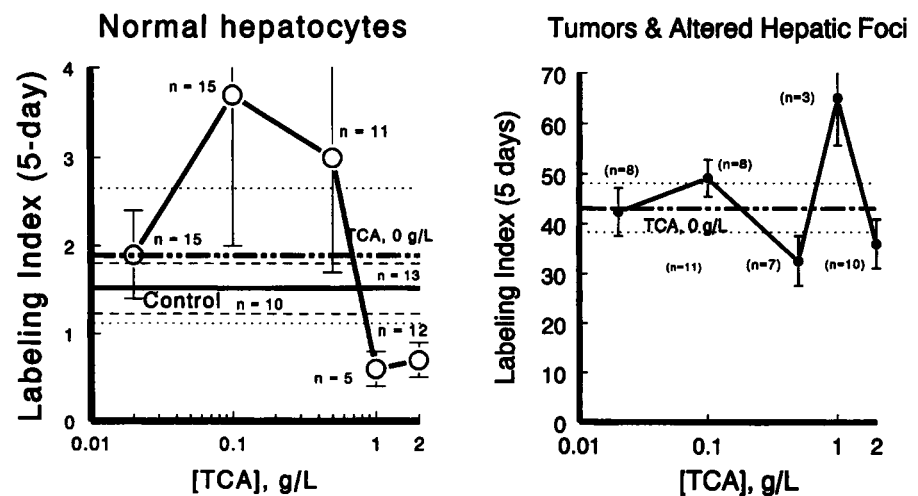 Normal hepatocytes
Labeling Index (5-day)
4
3
2
1
0
n = 15
n = 11
n = 15
TCA, 0 g/L
n = 13
Control
n = 10
n = 12
n = 5
0.01
0.1
1
2
[TCA], g/L
Tumors & Altered Hepatic Foci
Labeling Index (5 days)
70
60
50
40
30
20
10
0
(n=3)
(n=8)
(n=8)
TCA, 0 g/L
(n=11)
(n=7)
(n=10)
0.01
0.1
1
2
[TCA], g/L